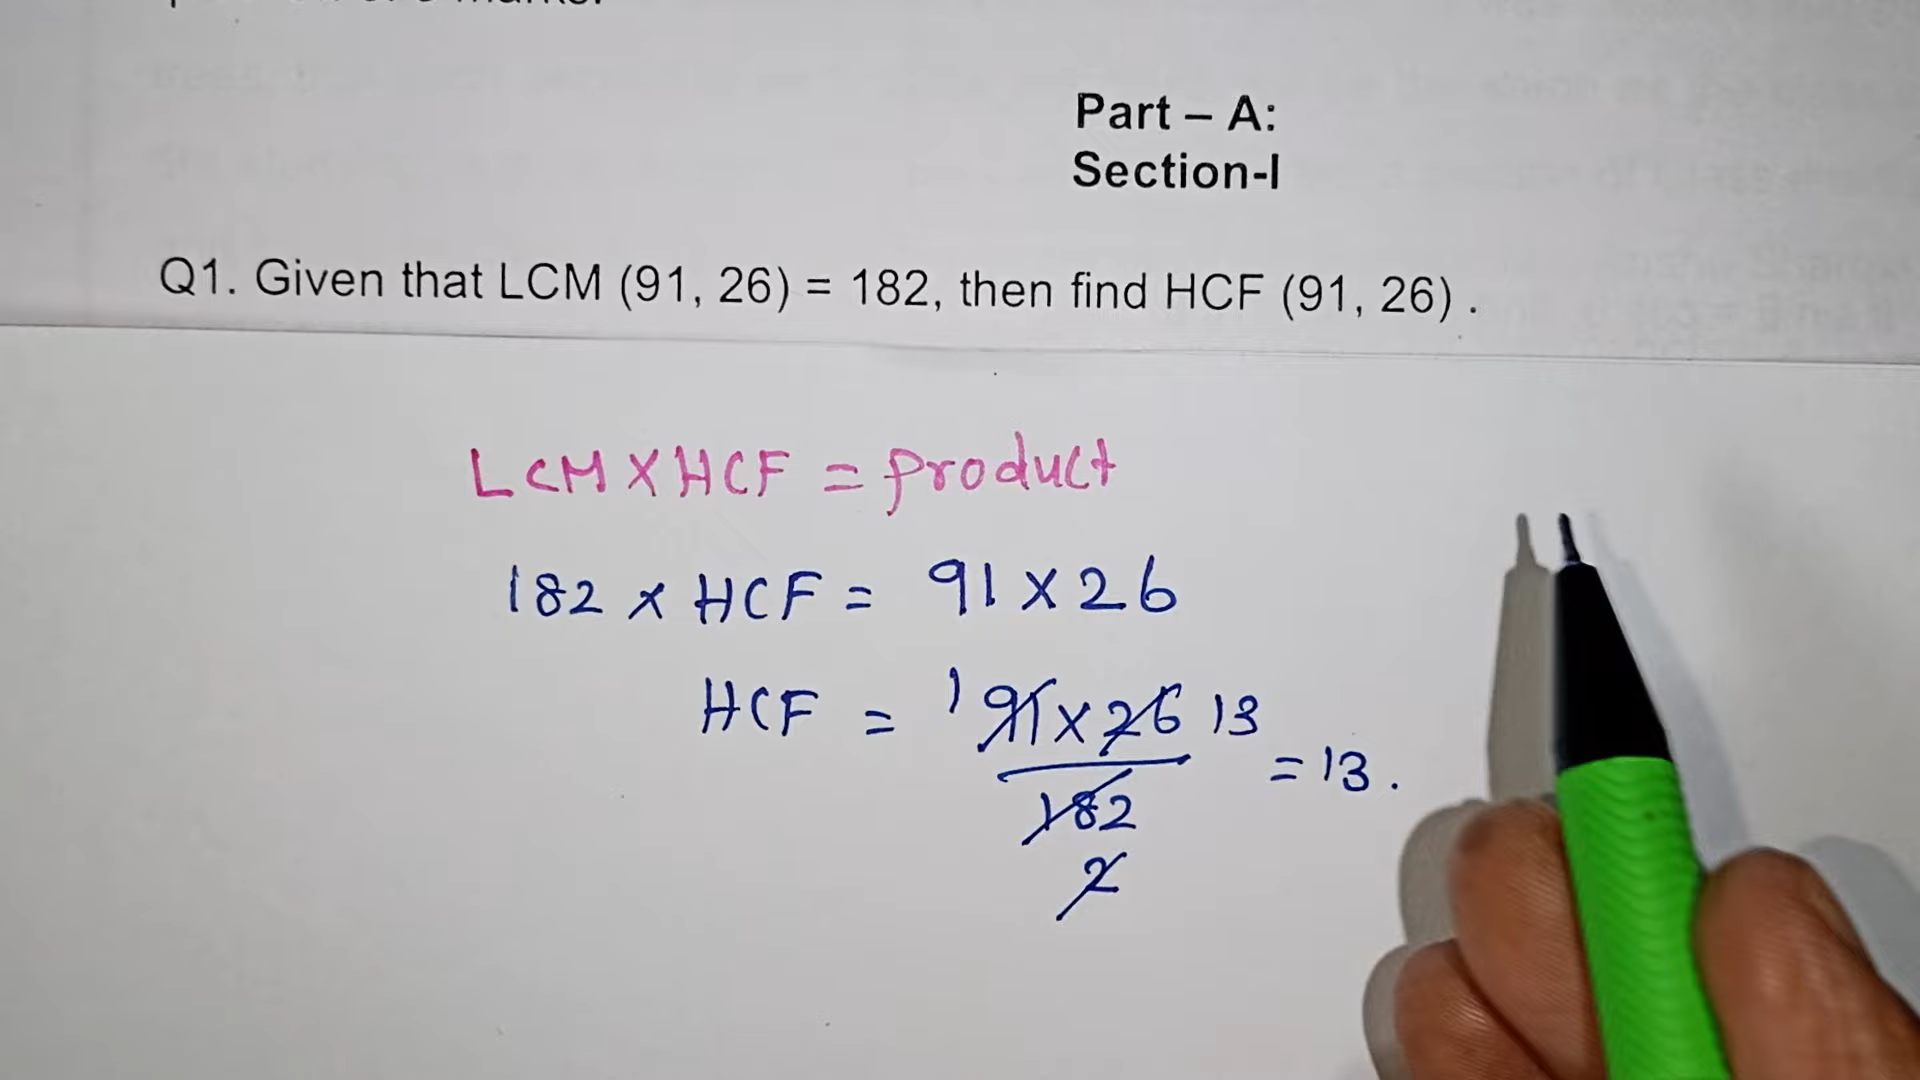 Part – A:
Section-I
Q1. Given that LCM (91, 26) = 182, then find HCF (91, 26) .
LCM X HCF = product
182 x HCF = 91 x 26
HCF = 1 91 x 26 13
182 = 13.
2